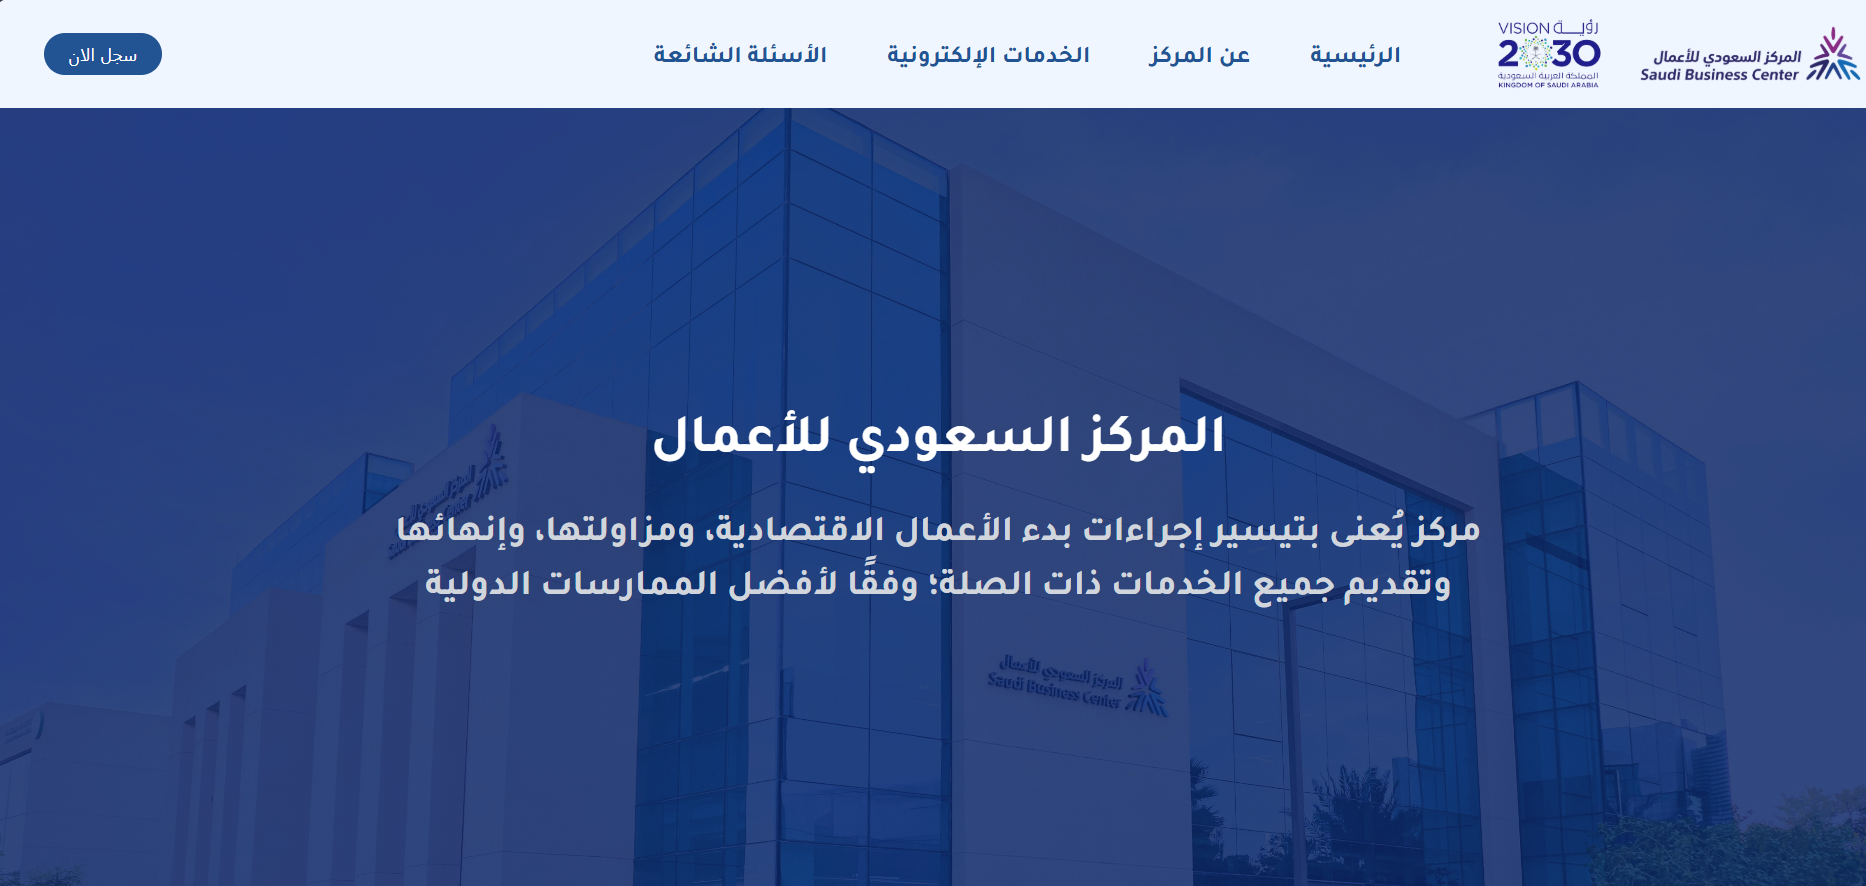 المركز السعودي للأعمال
Saudi Business Center
VISION رؤيــة
2030
المملكة العربية السعودية
KINGDOM OF SAUDI ARABIA
الرئيسية
عن المركز
الخدمات الإلكترونية
الأسئلة الشائعة
سجل الان
المركز السعودي للأعمال
مركز يُعنى بتيسير إجراءات بدء الأعمال الاقتصادية، ومزاولتها، وإنهائها
وتقديم جميع الخدمات ذات الصلة؛ وفقًا لأفضل الممارسات الدولية
المركز السعودي للأعمال
Saudi Business Center